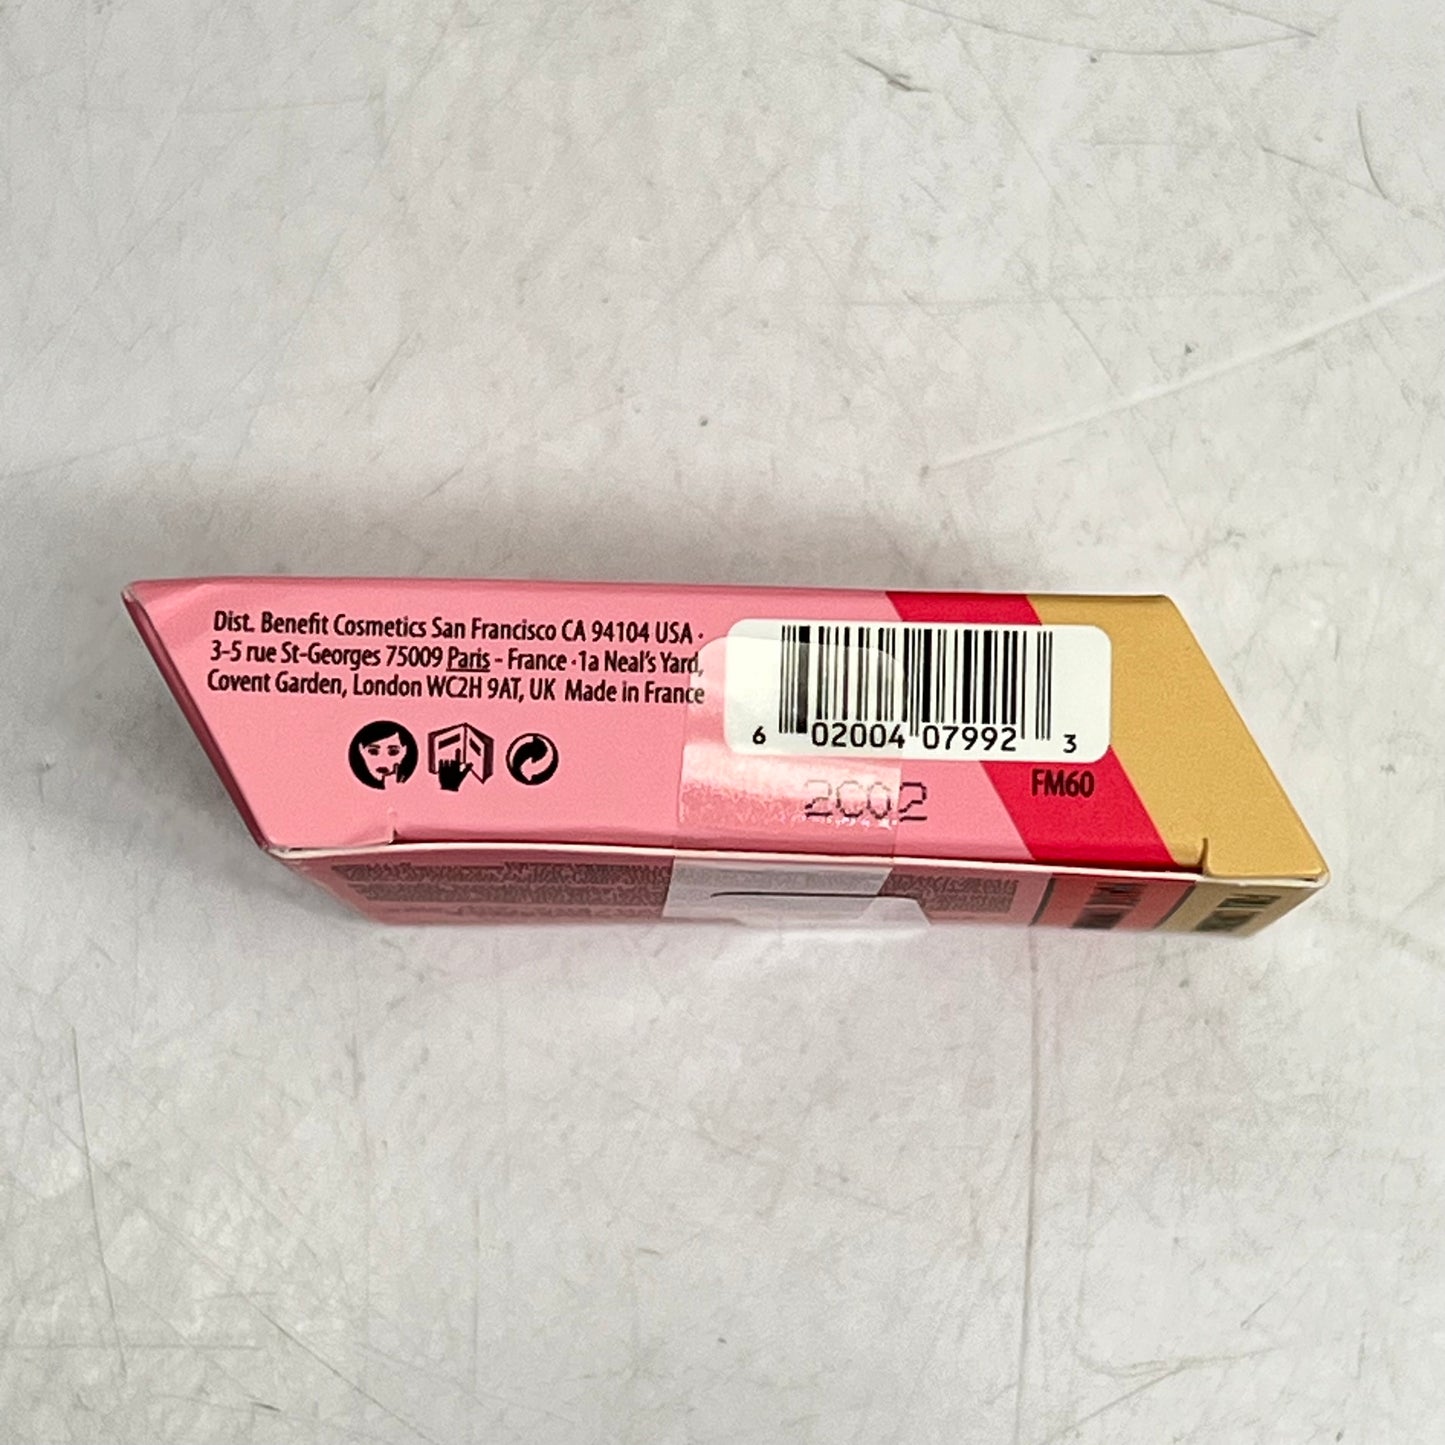 Dist. Benefit Cosmetics San Francisco CA 94104 USA ·
3-5 rue St-Georges 75009 Paris - France · 1a Neal's Yard,
Covent Garden, London WC2H 9AT, UK Made in France
6 02004 07992 3
FM60
2C02